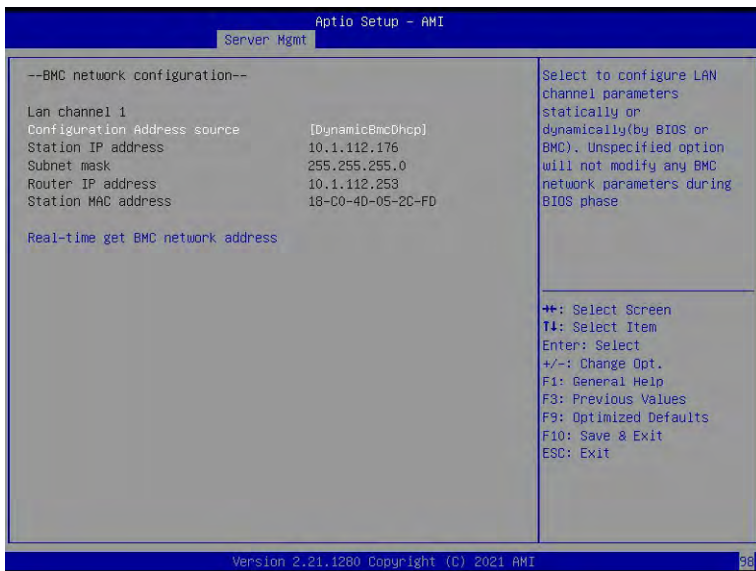 Aptio Setup - AMI
Server Mgmt
--BMC network configuration--
Lan channel 1
Configuration Address source [DynamicBmcDhcp]
Station IP address 10.1.112.176
Subnet mask 255.255.255.0
Router IP address 10.1.112.253
Station MAC address 18-C0-4D-05-2C-FD
Real-time get BMC network address
Select to configure LAN
channel parameters
statically or
dynamically(by BIOS or
BMC). Unspecified option
will not modify any BMC
network parameters during
BIOS phase
→←: Select Screen
↑↓: Select Item
Enter: Select
+/-: Change Opt.
F1: General Help
F3: Previous Values
F9: Optimized Defaults
F10: Save & Exit
ESC: Exit
Version 2.21.1280 Copyright (C) 2021 AMI
98